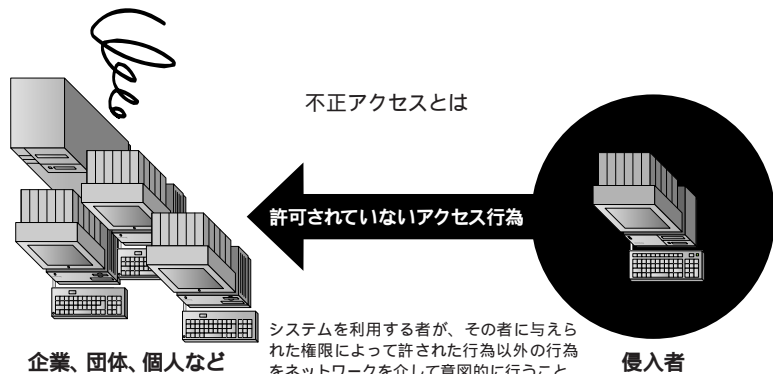 不正アクセスとは
許可されていないアクセス行為
システムを利用する者が、その者に与えら
れた権限によって許された行為以外の行為
をネットワークを介して意図的に行うこと
企業、団体、個人など
侵入者